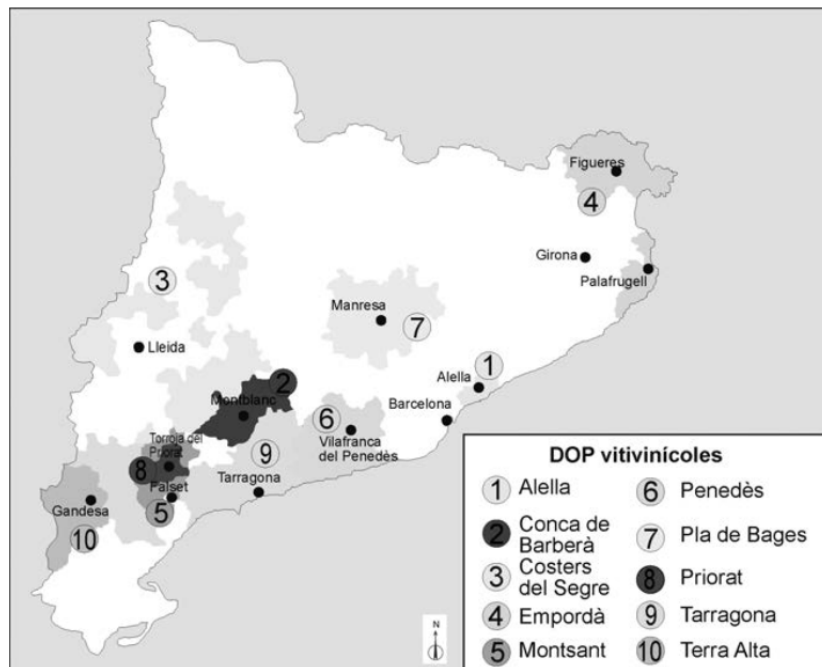 Figueres
4
Girona
Palafrugell
3
Manresa
7
Lleida
1
Alella
2
Montblanc
Barcelona
6
Vilafranca
del Penedès
Torroja del
Priorat
9
8
Tarragona
Falset
5
Gandesa
10
N
DOP vitivinícoles
1 Alella
2 Conca de
Barberà
3 Costers
del Segre
4 Empordà
5 Montsant
6 Penedès
7 Pla de Bages
8 Priorat
9 Tarragona
10 Terra Alta